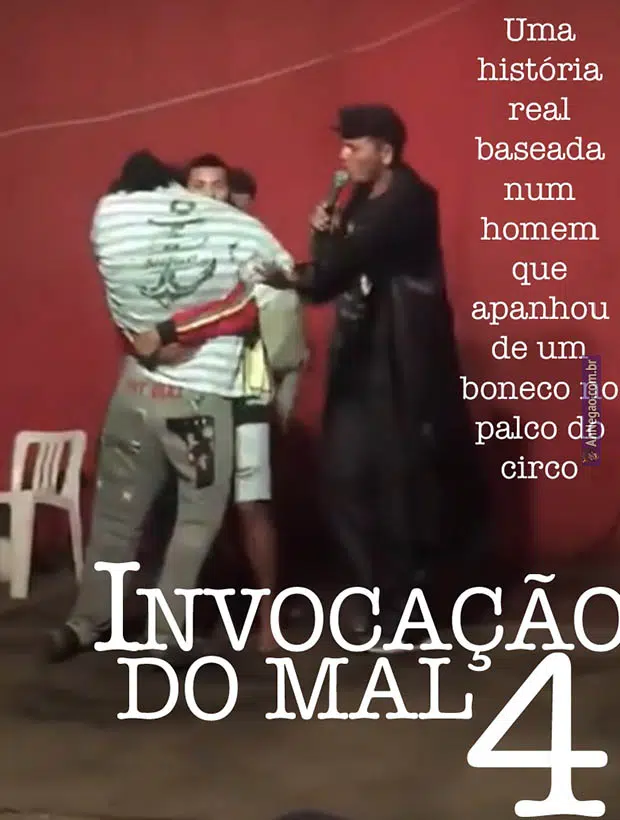 Uma
história
real
baseada
num
homem
que
apanhou
de um
boneco no
palco do
circo
AhNegao.com.br
INVOCAÇÃO
DO MAL 4